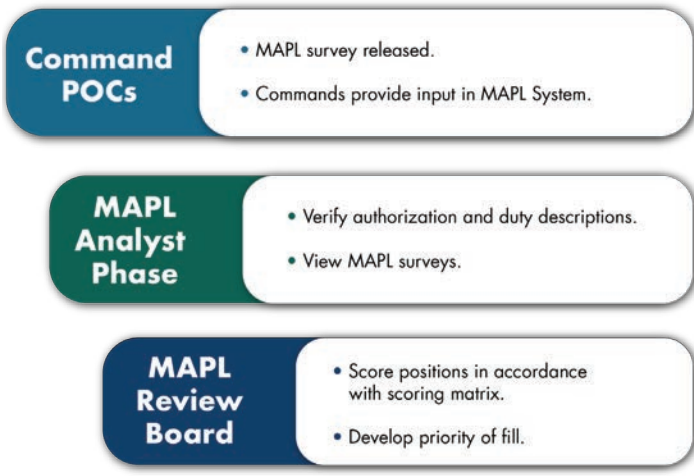 Command
POCs
• MAPL survey released.
• Commands provide input in MAPL System.
MAPL
Analyst
Phase
• Verify authorization and duty descriptions.
• View MAPL surveys.
MAPL
Review
Board
• Score positions in accordance
with scoring matrix.
• Develop priority of fill.